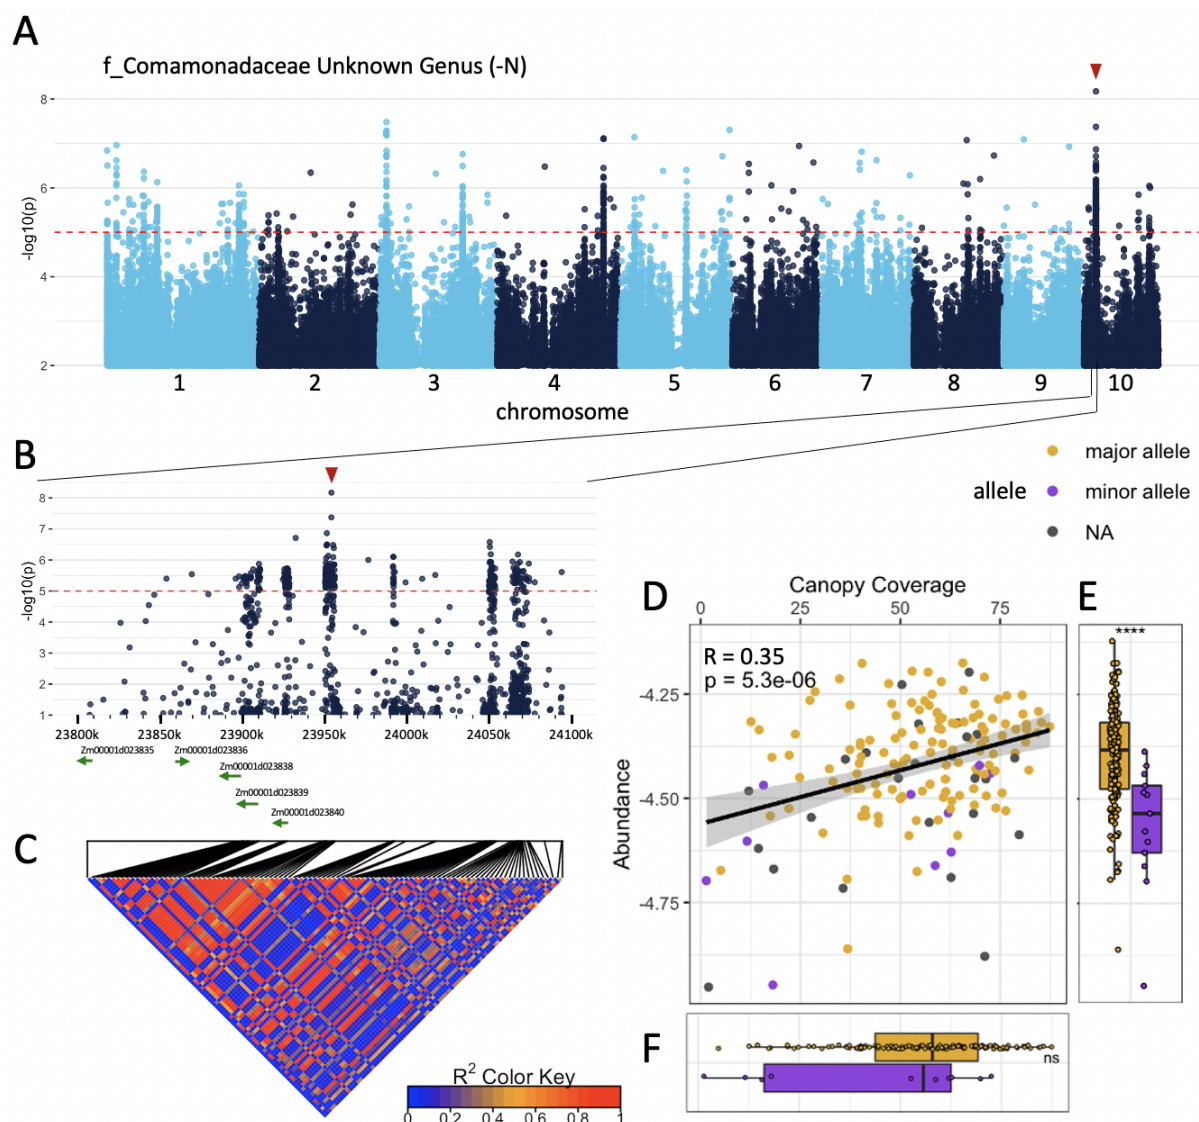 A
f_Comamonadaceae Unknown Genus (-N)
8
6
4
2
-log10(p)
1 2 3 4 5 6 7 8 9 10
chromosome
B
8
7
6
5
4
3
2
1
-log10(p)
23800k 23850k 23900k 23950k 24000k 24050k 24100k
Zm00001d023835 Zm00001d023836
Zm00001d023838
Zm00001d023839
Zm00001d023840
major allele
allele minor allele
NA
C
R2 Color Key
0 0.2 0.4 0.6 0.8 1
D
Canopy Coverage
0 25 50 75
R = 0.35
p = 5.3e-06
-4.25
-4.50
-4.75
Abundance
E
****
F
ns